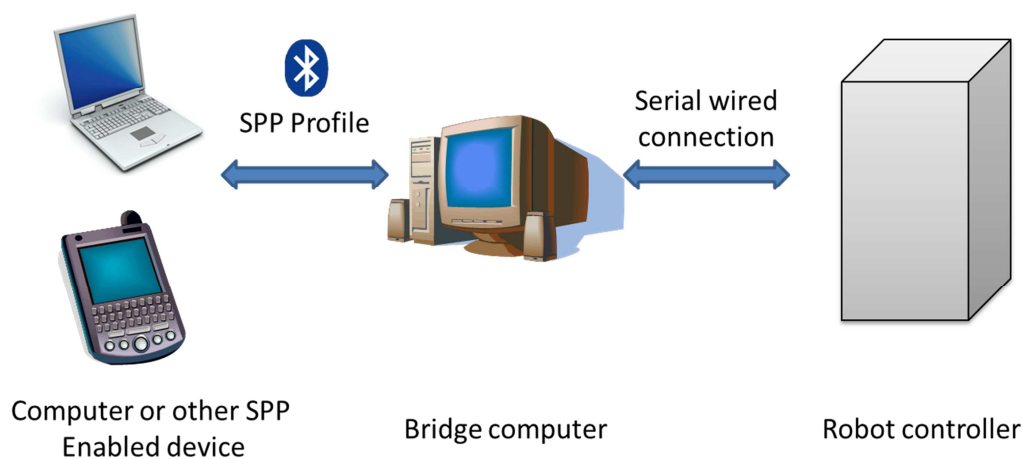 SPP Profile
Serial wired
connection
Computer or other SPP
Enabled device
Bridge computer
Robot controller